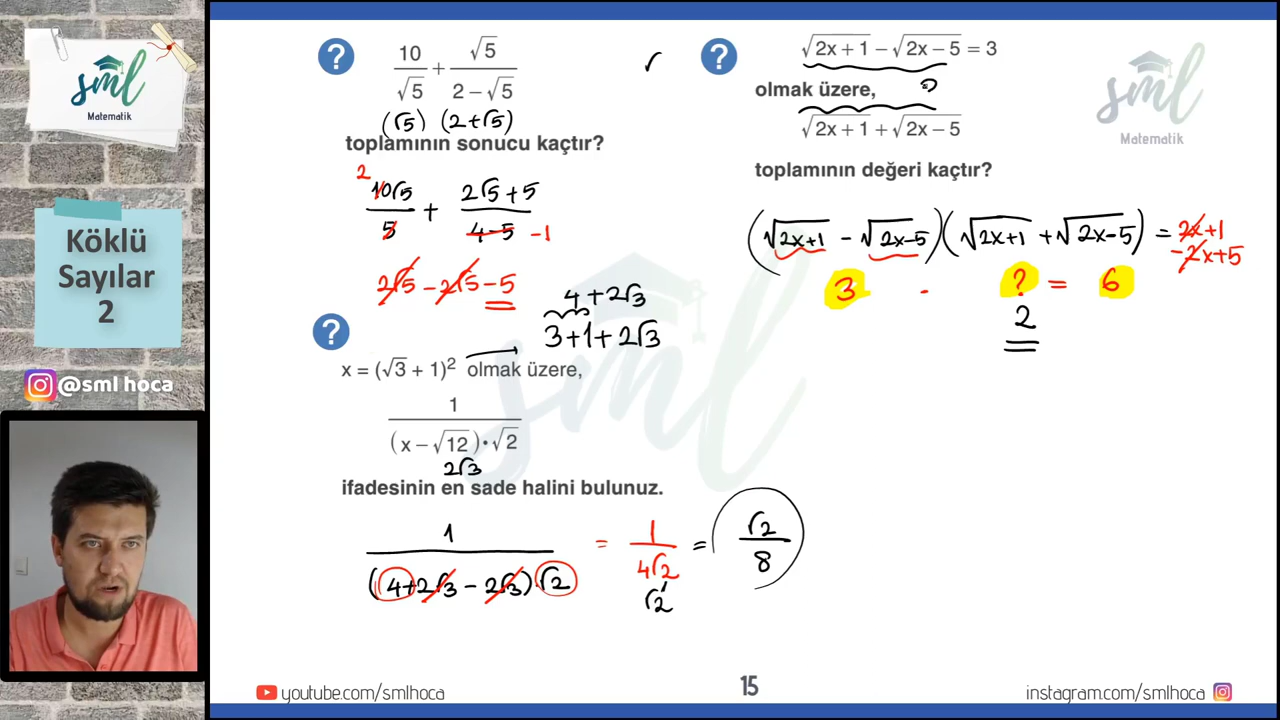 sml
Matematik
Köklü
Sayılar
2
@sml hoca
?
10/√5 + √5/(2 − √5)
(√5) (2+√5)
toplamının sonucu kaçtır?
2
10√5/5 + (2√5+5)/(4−5) −1
2√5 − 2√5 − 5
4+2√3
3+1+2√3
?
x = (√3 + 1)² olmak üzere,
1/((x − √12)·√2)
2√3
ifadesinin en sade halini bulunuz.
1/((4+2√3 − 2√3)·√2) = 1/(4√2) = √2/8
√2
?
√(2x + 1) − √(2x − 5) = 3
olmak üzere,
√(2x + 1) + √(2x − 5)
toplamının değeri kaçtır?
(√(2x+1) − √(2x−5))(√(2x+1) + √(2x−5)) = 2x+1
−2x+5
3 · ? = 6
2
sml
Matematik
sml
youtube.com/smlhoca
15
instagram.com/smlhoca